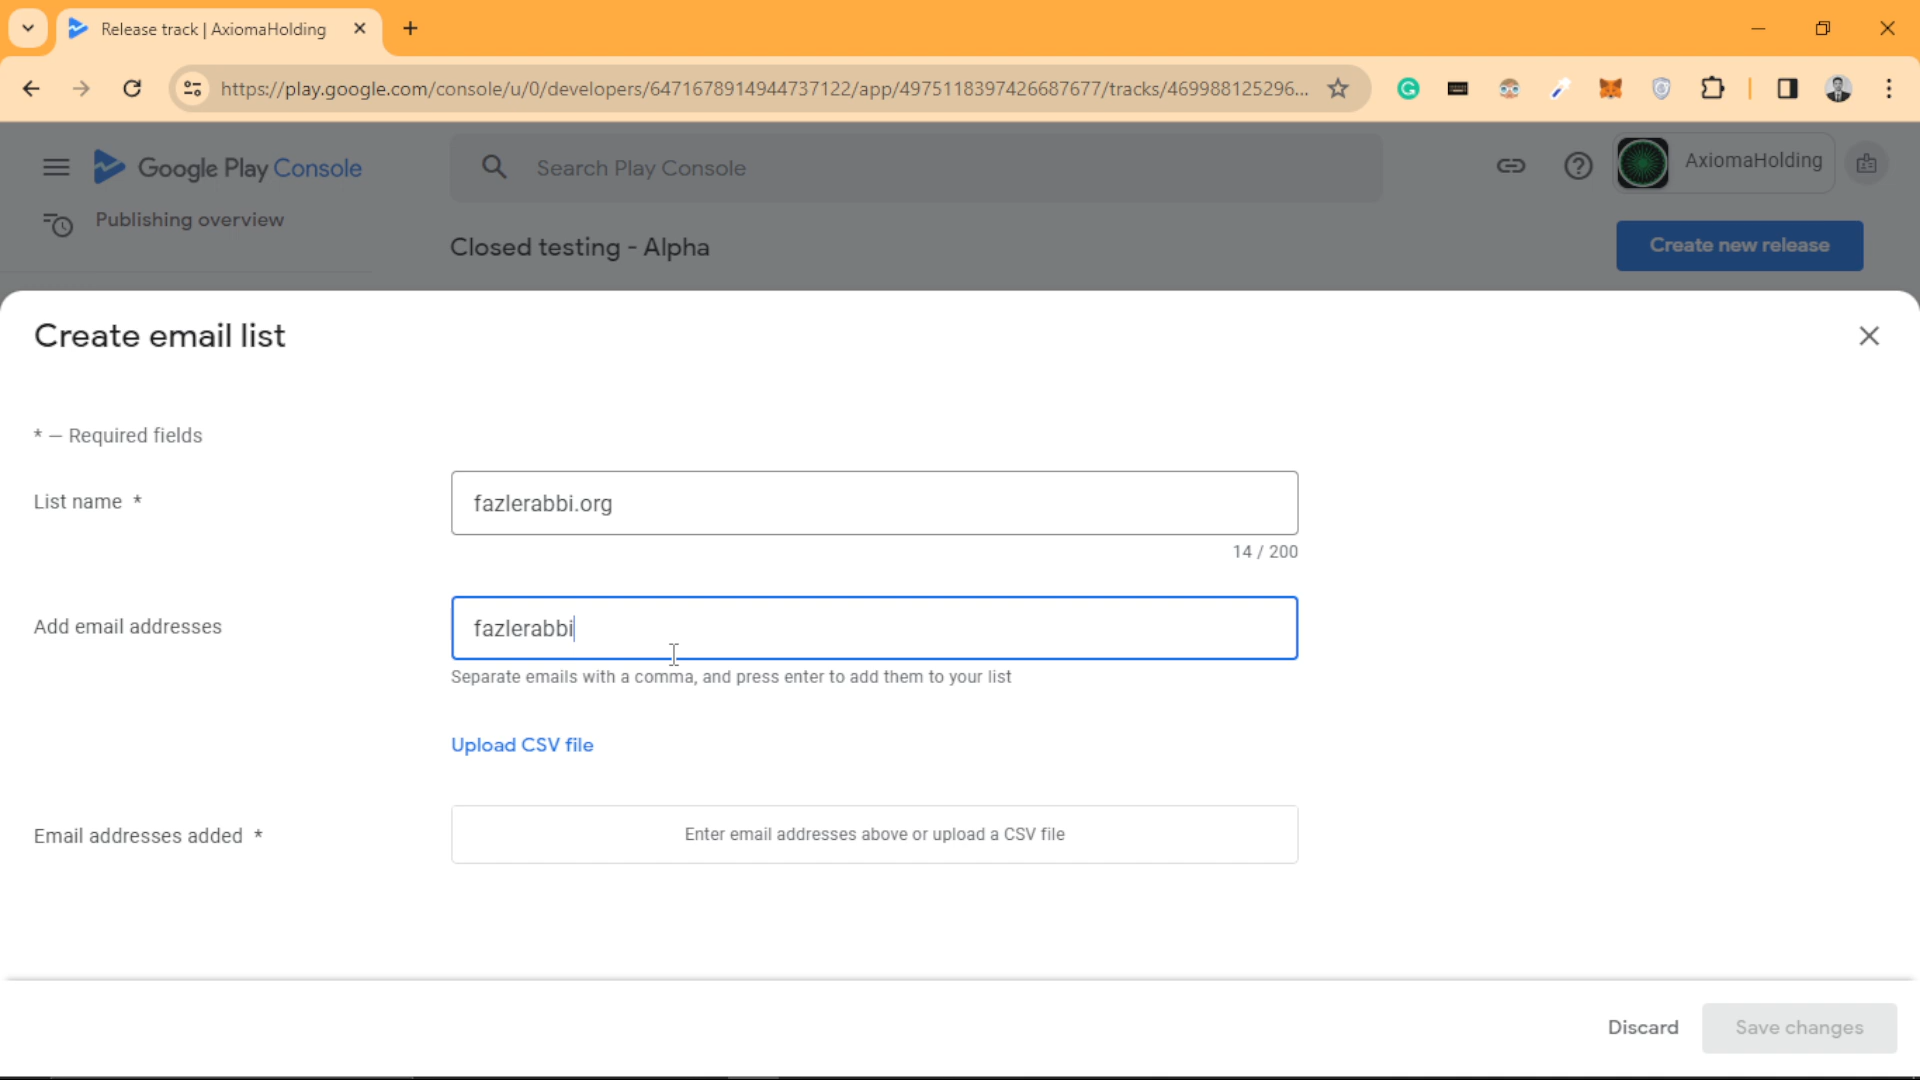 Release track | AxiomaHolding
https://play.google.com/console/u/0/developers/6471678914944737122/app/4975118397426687677/tracks/469988125296...
Google Play Console
Search Play Console
AxiomaHolding
Publishing overview
Closed testing - Alpha
Create new release
Create email list
* — Required fields
List name *
fazlerabbi.org
14 / 200
Add email addresses
fazlerabbi
Separate emails with a comma, and press enter to add them to your list
Upload CSV file
Email addresses added *
Enter email addresses above or upload a CSV file
Discard
Save changes